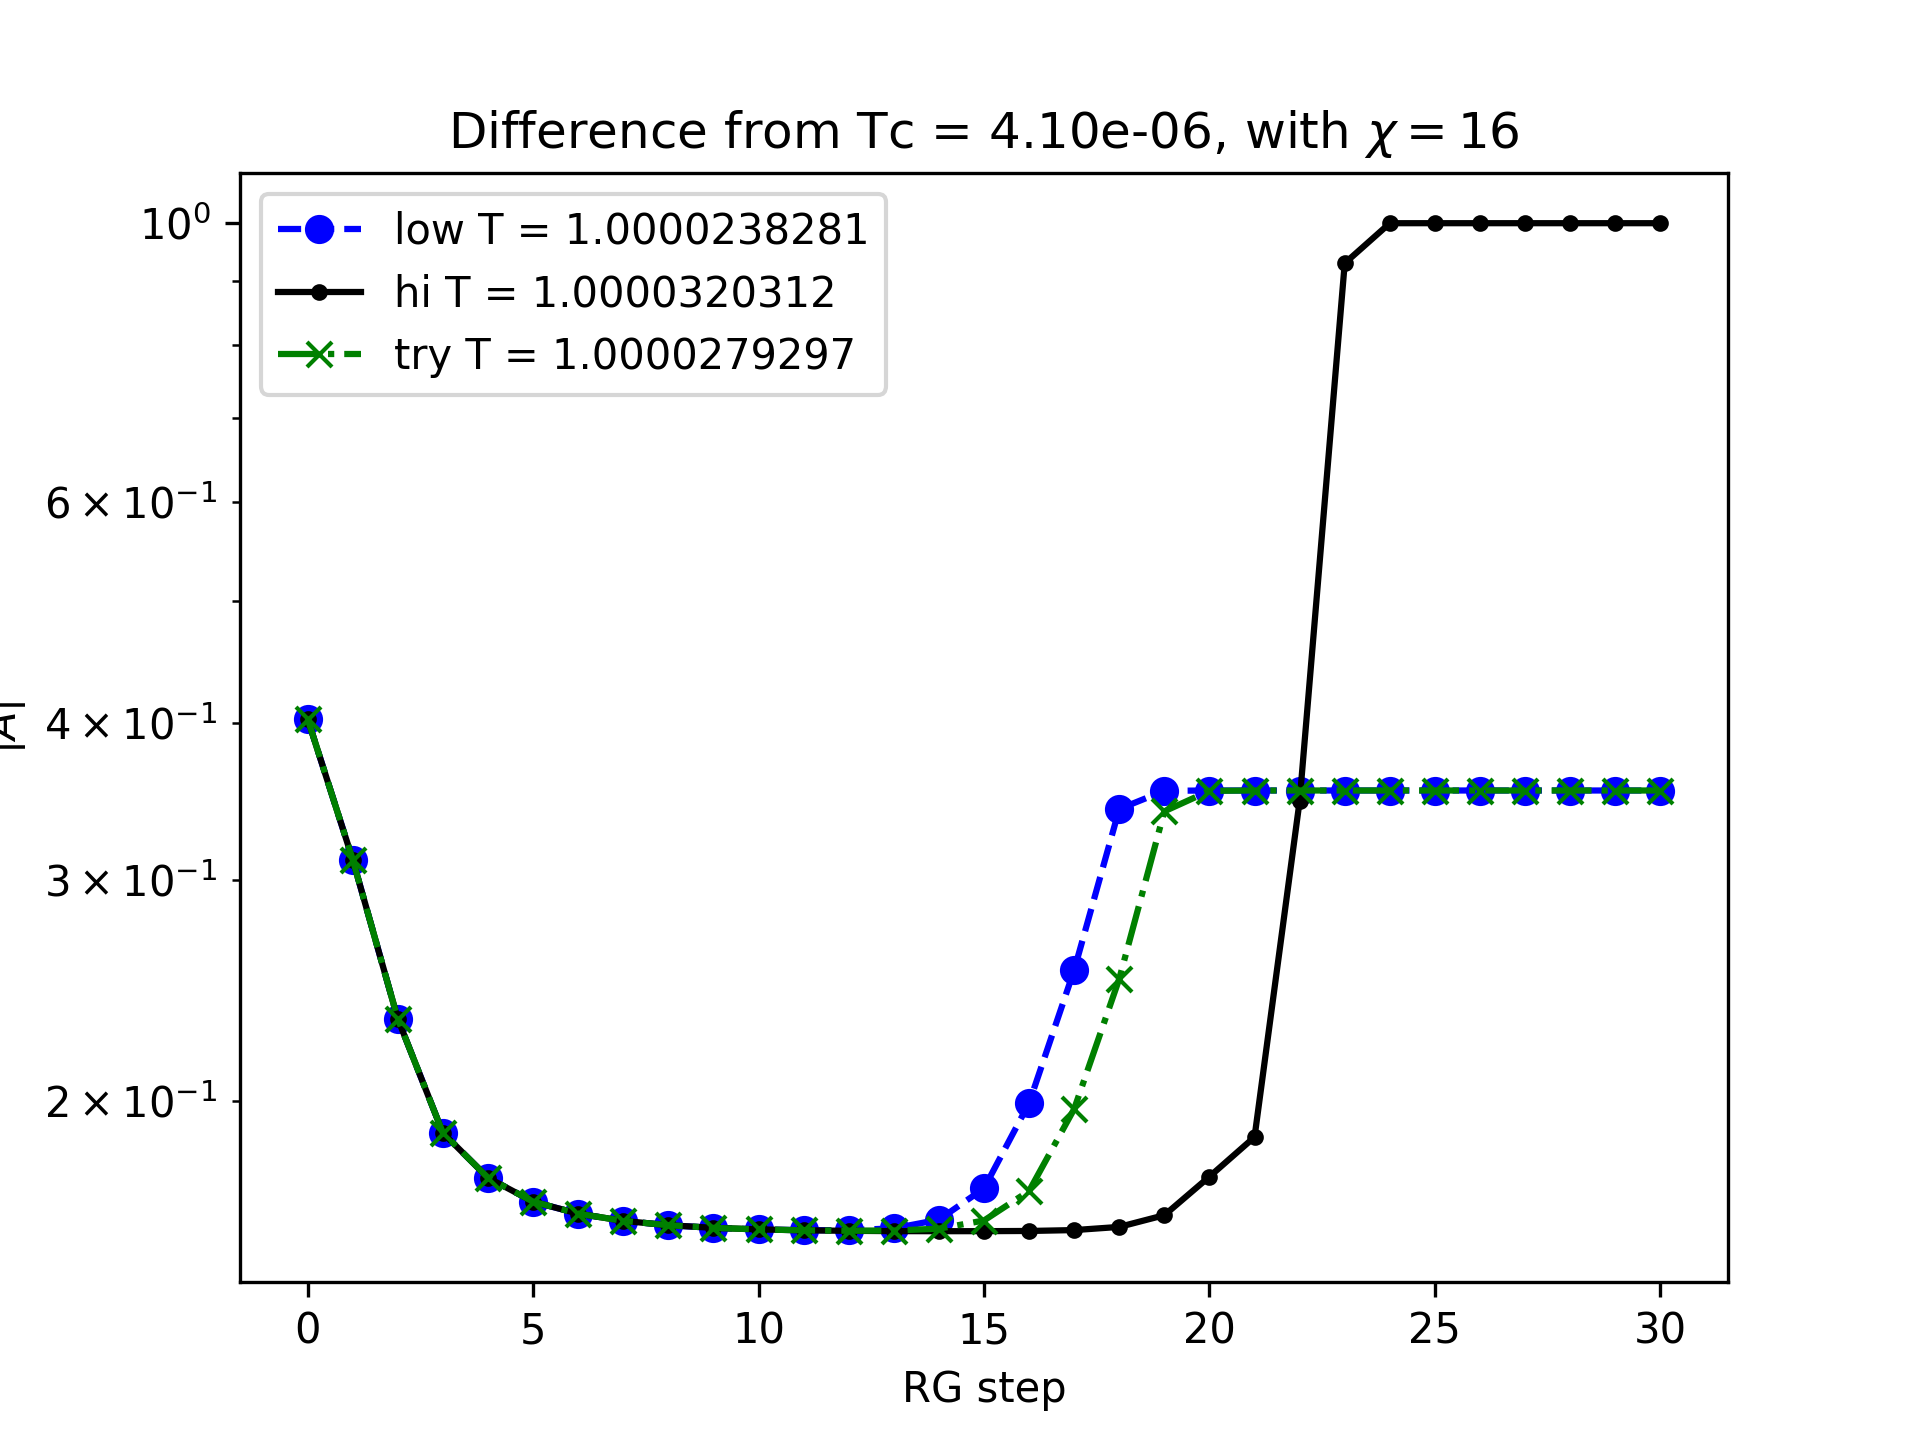 Difference from Tc = 4.10e-06, with χ = 16
low T = 1.0000238281
hi T = 1.0000320312
try T = 1.0000279297
10⁰
6 × 10⁻¹
4 × 10⁻¹
3 × 10⁻¹
2 × 10⁻¹
|A|
0 5 10 15 20 25 30
RG step